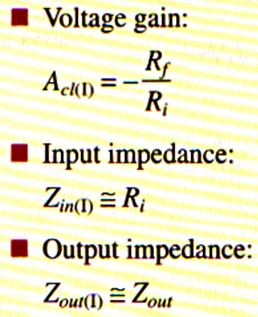 ■ Voltage gain:
A_cl(I) = −R_f/R_i
■ Input impedance:
Z_in(I) ≅ R_i
■ Output impedance:
Z_out(I) ≅ Z_out